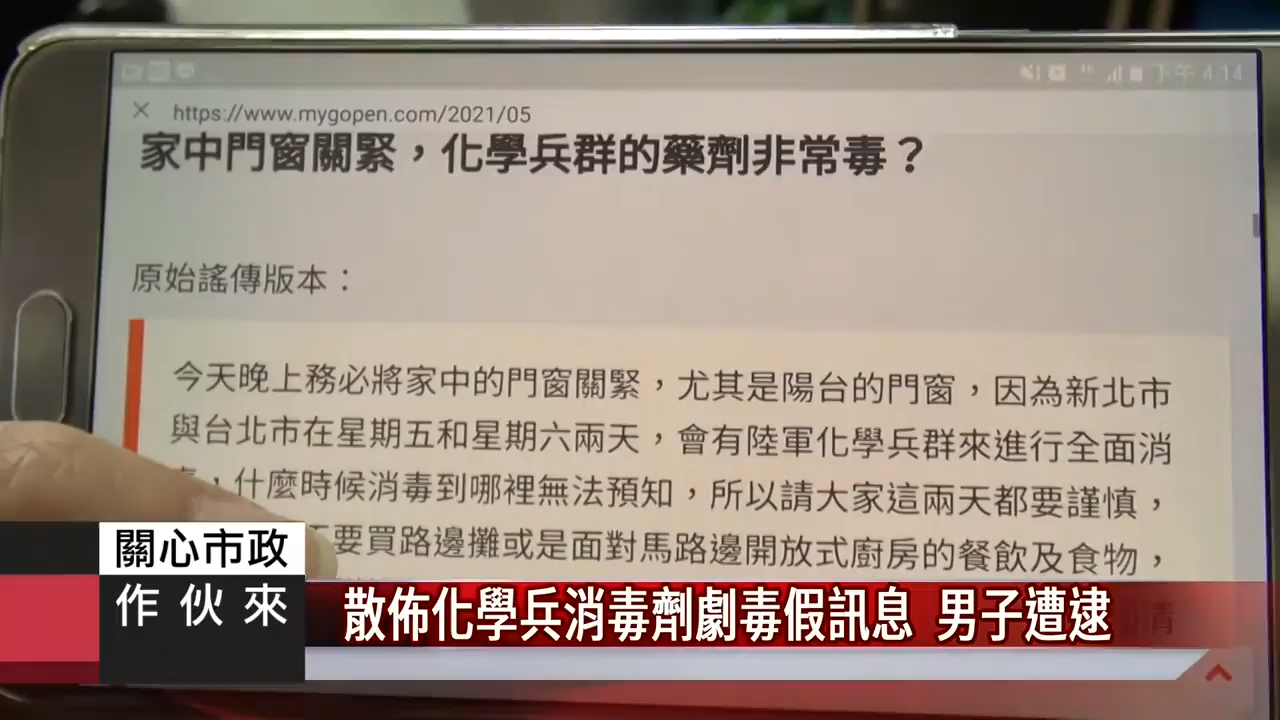 下午 4:14
https://www.mygopen.com/2021/05
家中門窗關緊，化學兵群的藥劑非常毒？
原始謠傳版本：
今天晚上務必將家中的門窗關緊，尤其是陽台的門窗，因為新北市
與台北市在星期五和星期六兩天，會有陸軍化學兵群來進行全面消
，什麼時候消毒到哪裡無法預知，所以請大家這兩天都要謹慎，
要買路邊攤或是面對馬路邊開放式廚房的餐飲及食物，
關心市政
作伙來
散佈化學兵消毒劑劇毒假訊息 男子遭逮